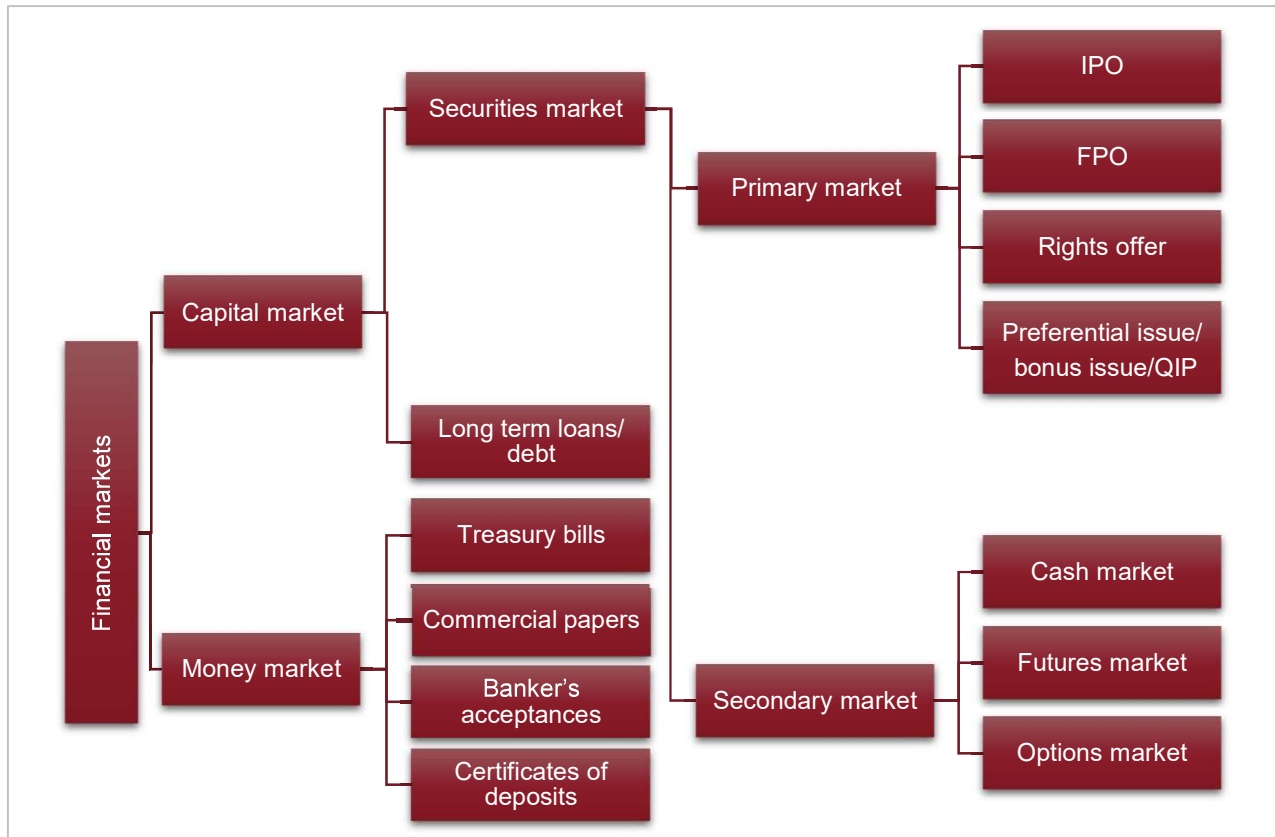 Financial markets
Capital market
Securities market
Primary market
IPO
FPO
Rights offer
Preferential issue/
bonus issue/QIP
Secondary market
Cash market
Futures market
Options market
Long term loans/
debt
Money market
Treasury bills
Commercial papers
Banker’s
acceptances
Certificates of
deposits